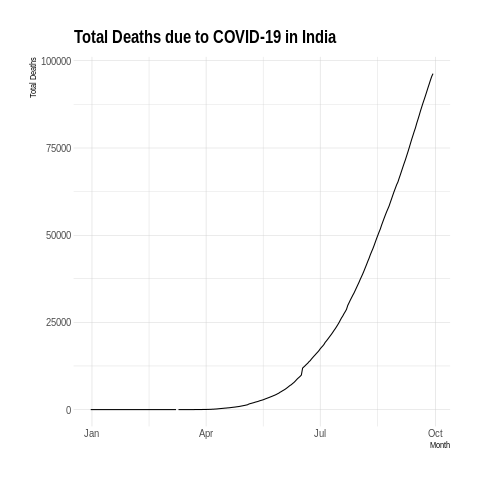 Total Deaths due to COVID-19 in India
Total Deaths
100000
75000
50000
25000
0
Jan Apr Jul Oct
Month